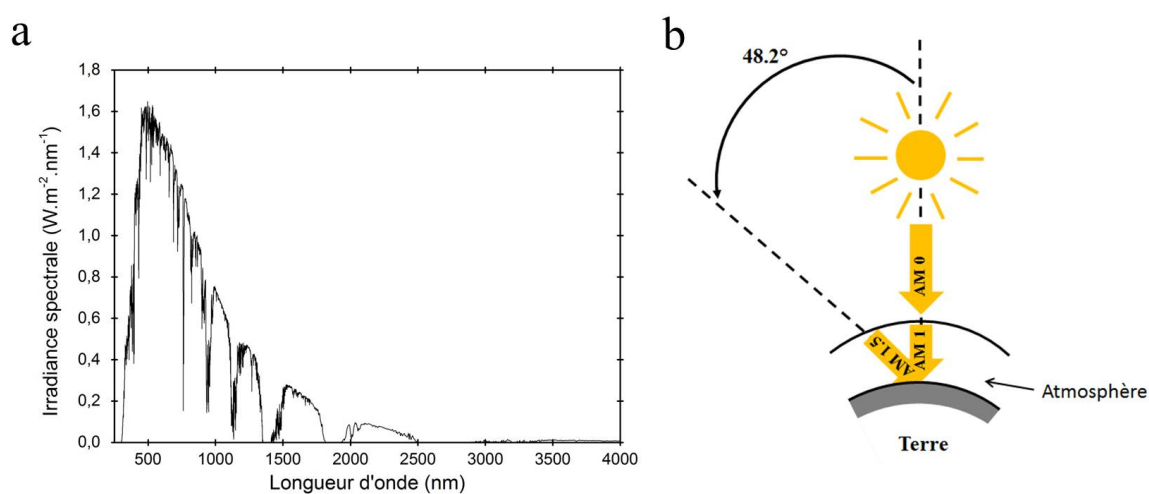 a
1,8
1,6
1,4
1,2
1,0
0,8
0,6
0,4
0,2
0,0
Irradiance spectrale (W.m-2.nm-1)
500 1000 1500 2000 2500 3000 3500 4000
Longueur d'onde (nm)
b
48.2°
AM 0
AM 1
AM 1.5
Atmosphère
Terre